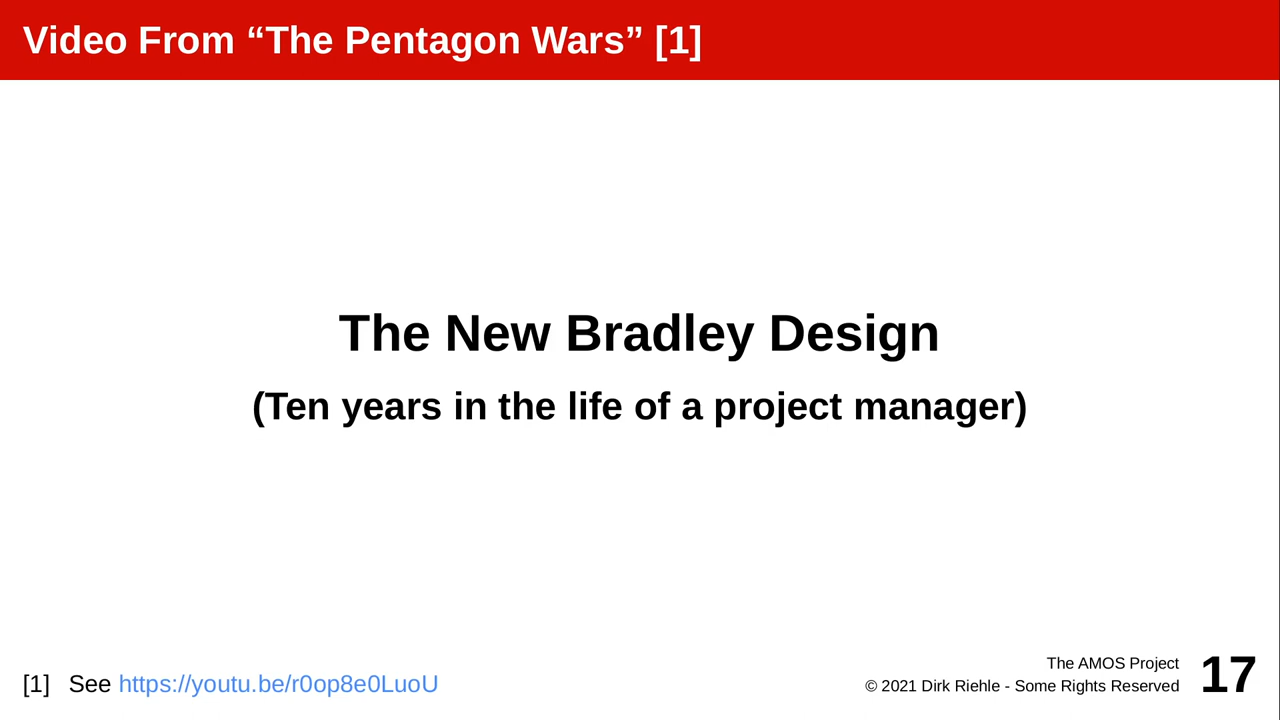 Video From “The Pentagon Wars” [1]
The New Bradley Design
(Ten years in the life of a project manager)
[1] See https://youtu.be/r0op8e0LuoU
The AMOS Project
© 2021 Dirk Riehle - Some Rights Reserved
17